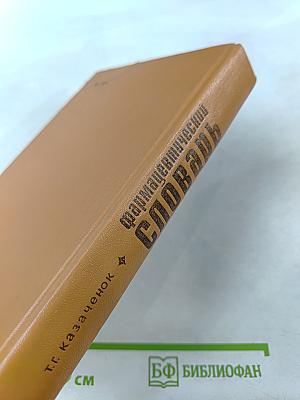 Т.Г. Казаченок
фармацевтический
словарь
см
БФ БИБЛИОФАН